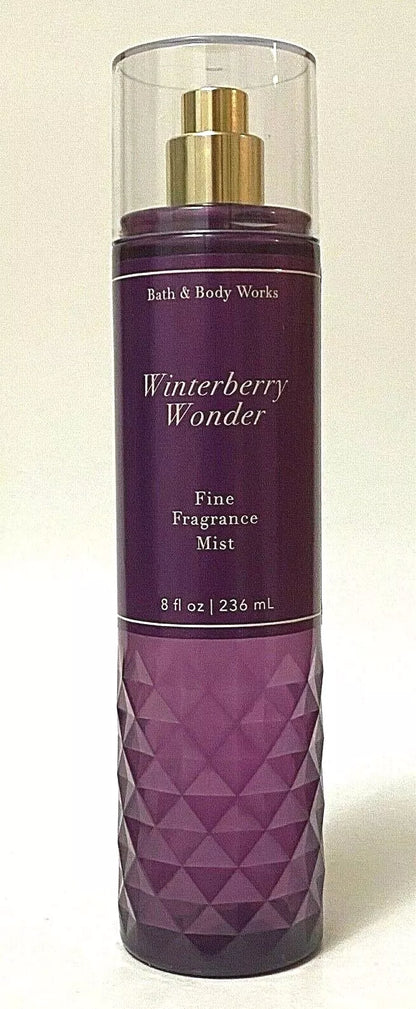 Bath & Body Works
Winterberry
Wonder
Fine
Fragrance
Mist
8 fl oz | 236 mL